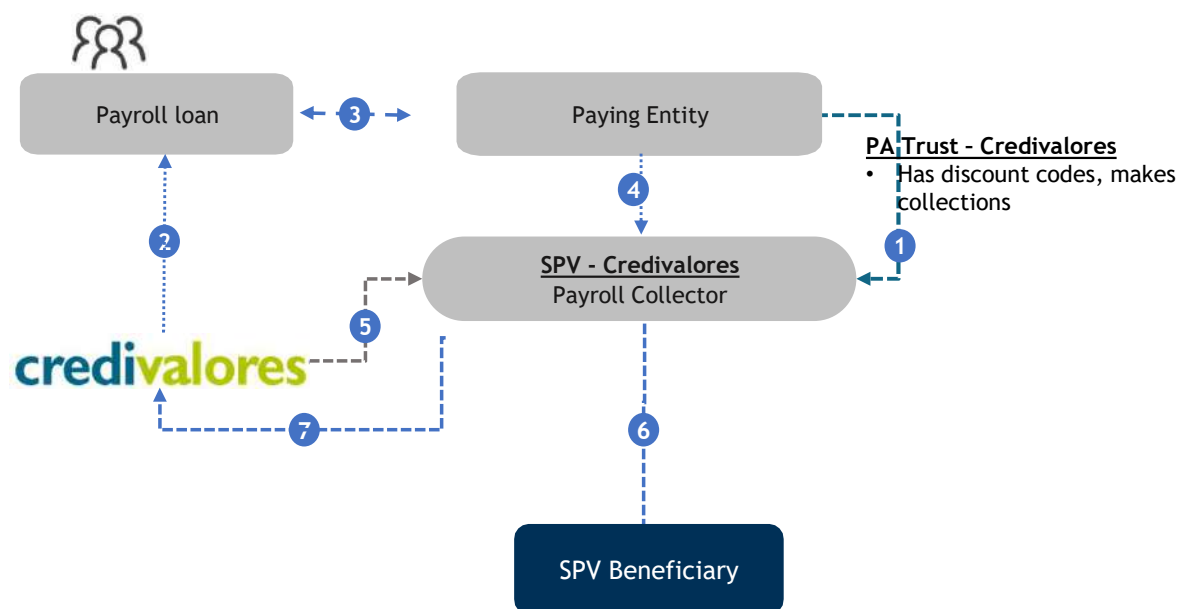 Payroll loan
3
Paying Entity
PA Trust – Credivalores
• Has discount codes, makes
collections
4
2
1
SPV - Credivalores
Payroll Collector
5
credivalores
7
6
SPV Beneficiary